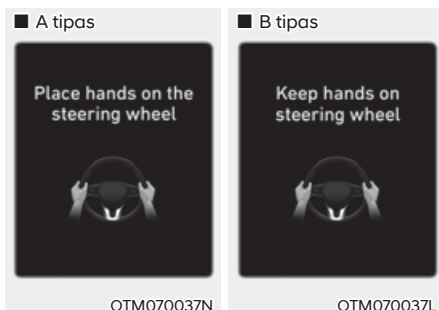 ■ A tipas
Place hands on the
steering wheel
OTM070037N
■ B tipas
Keep hands on
steering wheel
OTM070037L